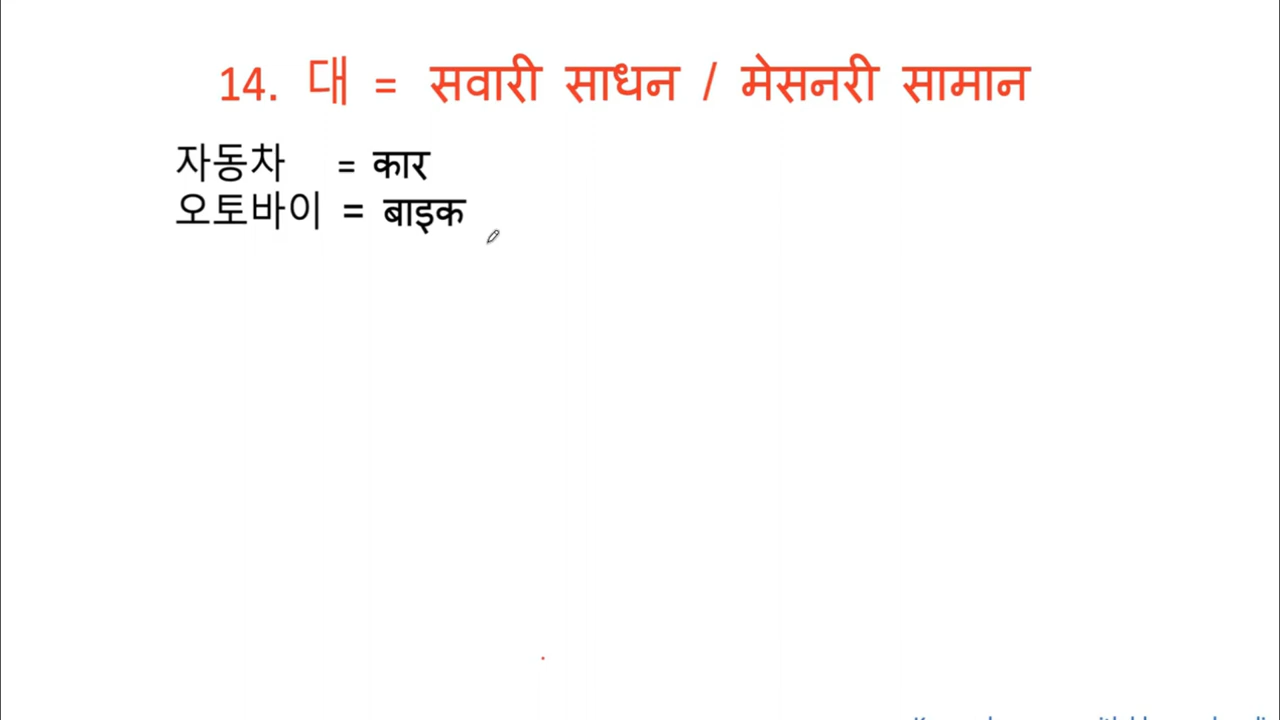 14. 대 = सवारी साधन / मेसनरी सामान
자동차 = कार
오토바이 = बाइक